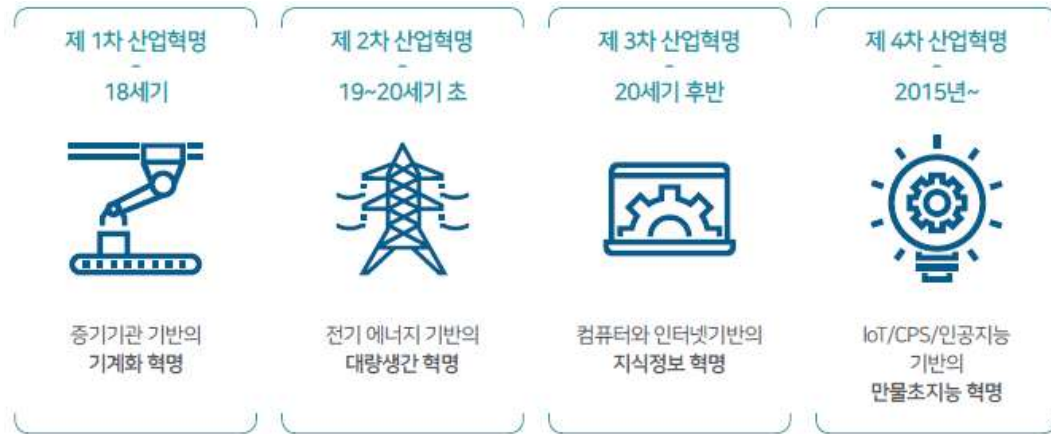 제 1차 산업혁명
18세기
증기기관 기반의
기계화 혁명
제 2차 산업혁명
19~20세기 초
전기 에너지 기반의
대량생간 혁명
제 3차 산업혁명
20세기 후반
컴퓨터와 인터넷기반의
지식정보 혁명
제 4차 산업혁명
2015년~
IoT/CPS/인공지능
기반의
만물초지능 혁명